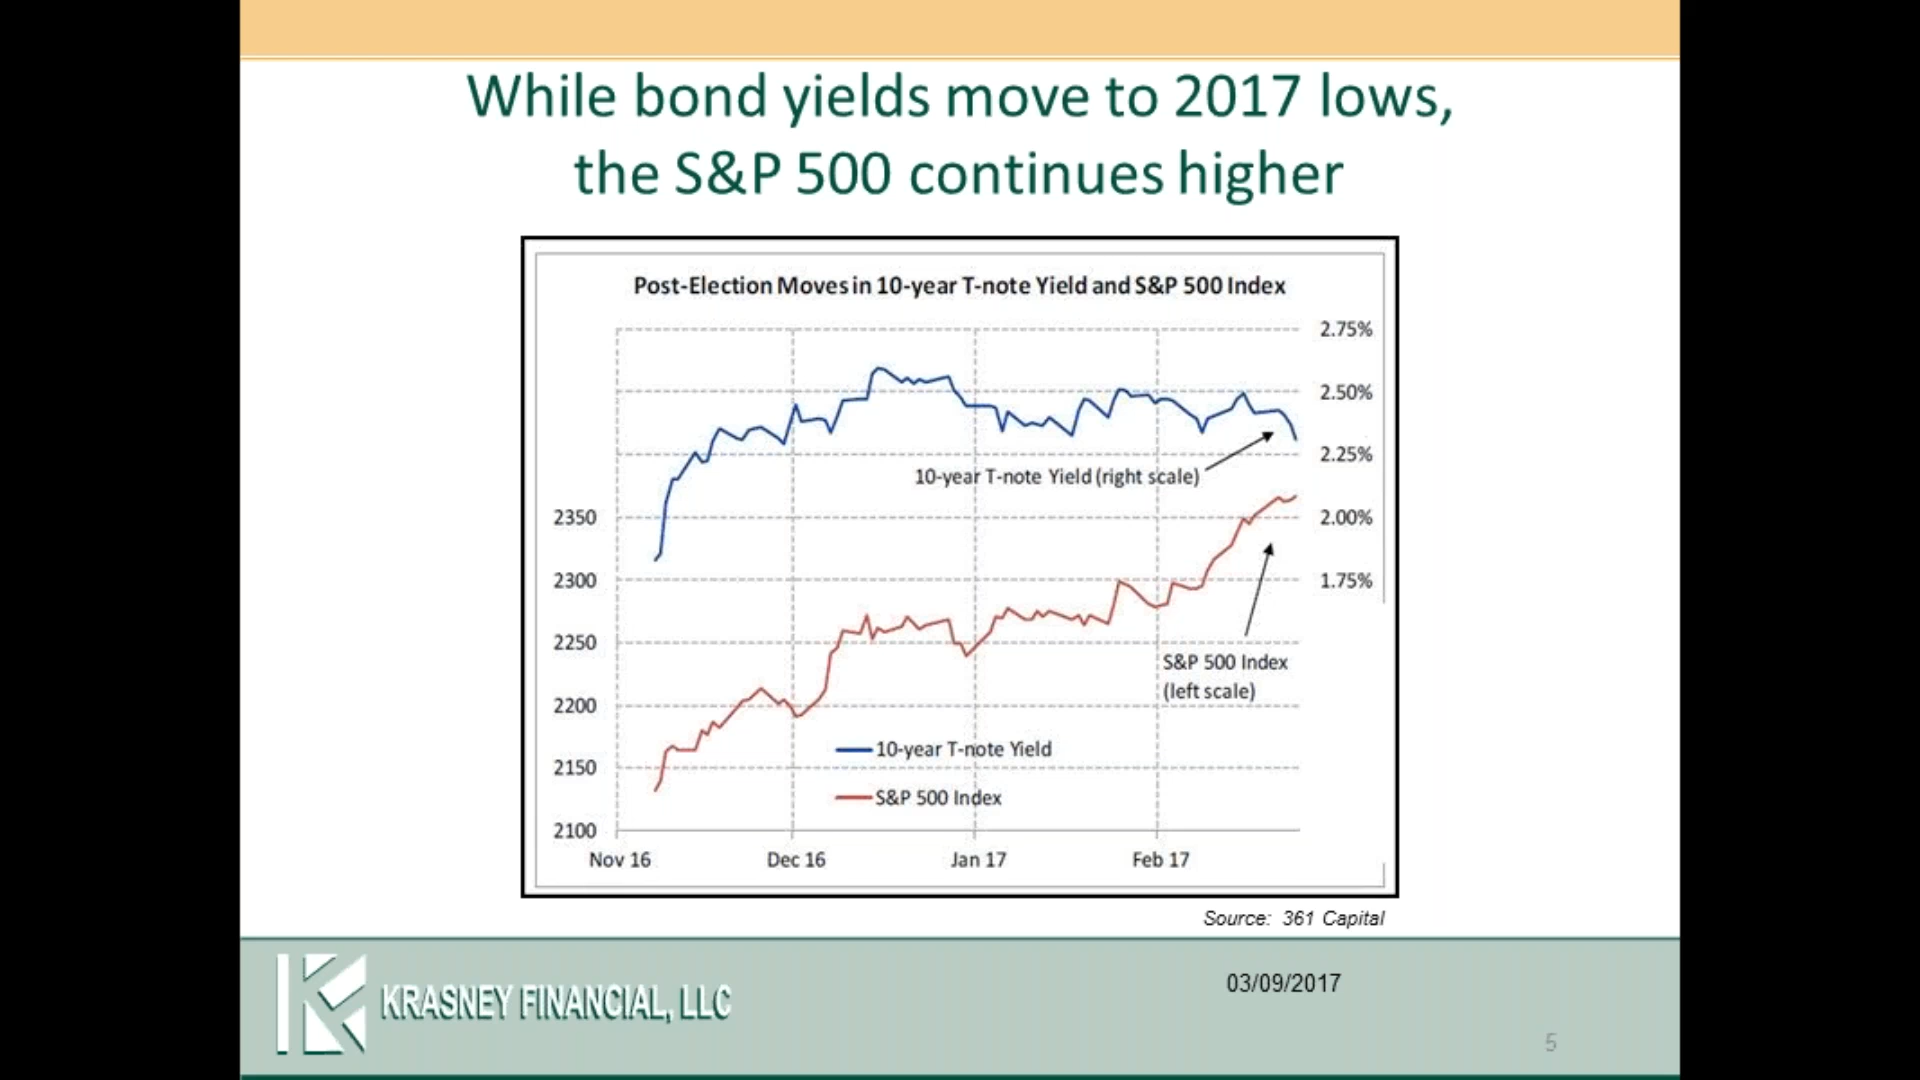 While bond yields move to 2017 lows,
the S&P 500 continues higher
Post-Election Moves in 10-year T-note Yield and S&P 500 Index
2.75%
2.50%
2.25%
10-year T-note Yield (right scale)
2350
2.00%
2300
1.75%
2250
S&P 500 Index
(left scale)
2200
10-year T-note Yield
2150
S&P 500 Index
2100
Nov 16
Dec 16
Jan 17
Feb 17
Source: 361 Capital
KRASNEY FINANCIAL, LLC
03/09/2017
5